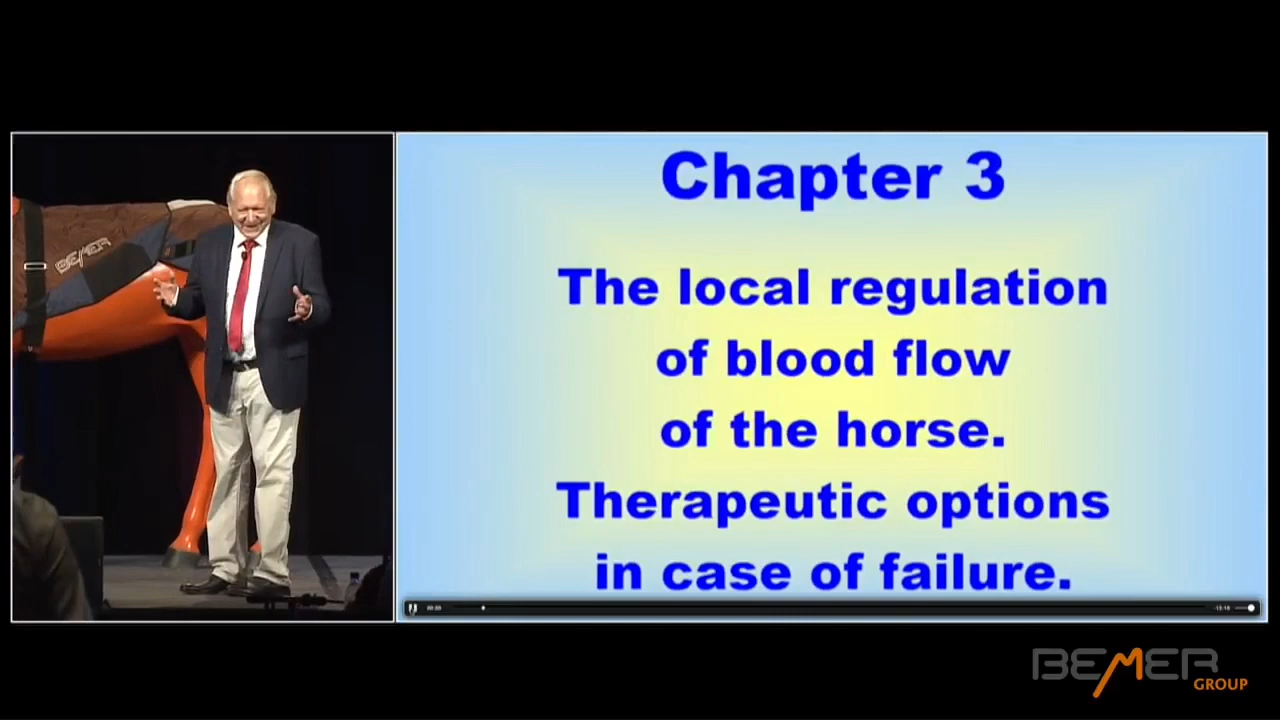 BEMER
Chapter 3
The local regulation
of blood flow
of the horse.
Therapeutic options
in case of failure.
BEMER
GROUP